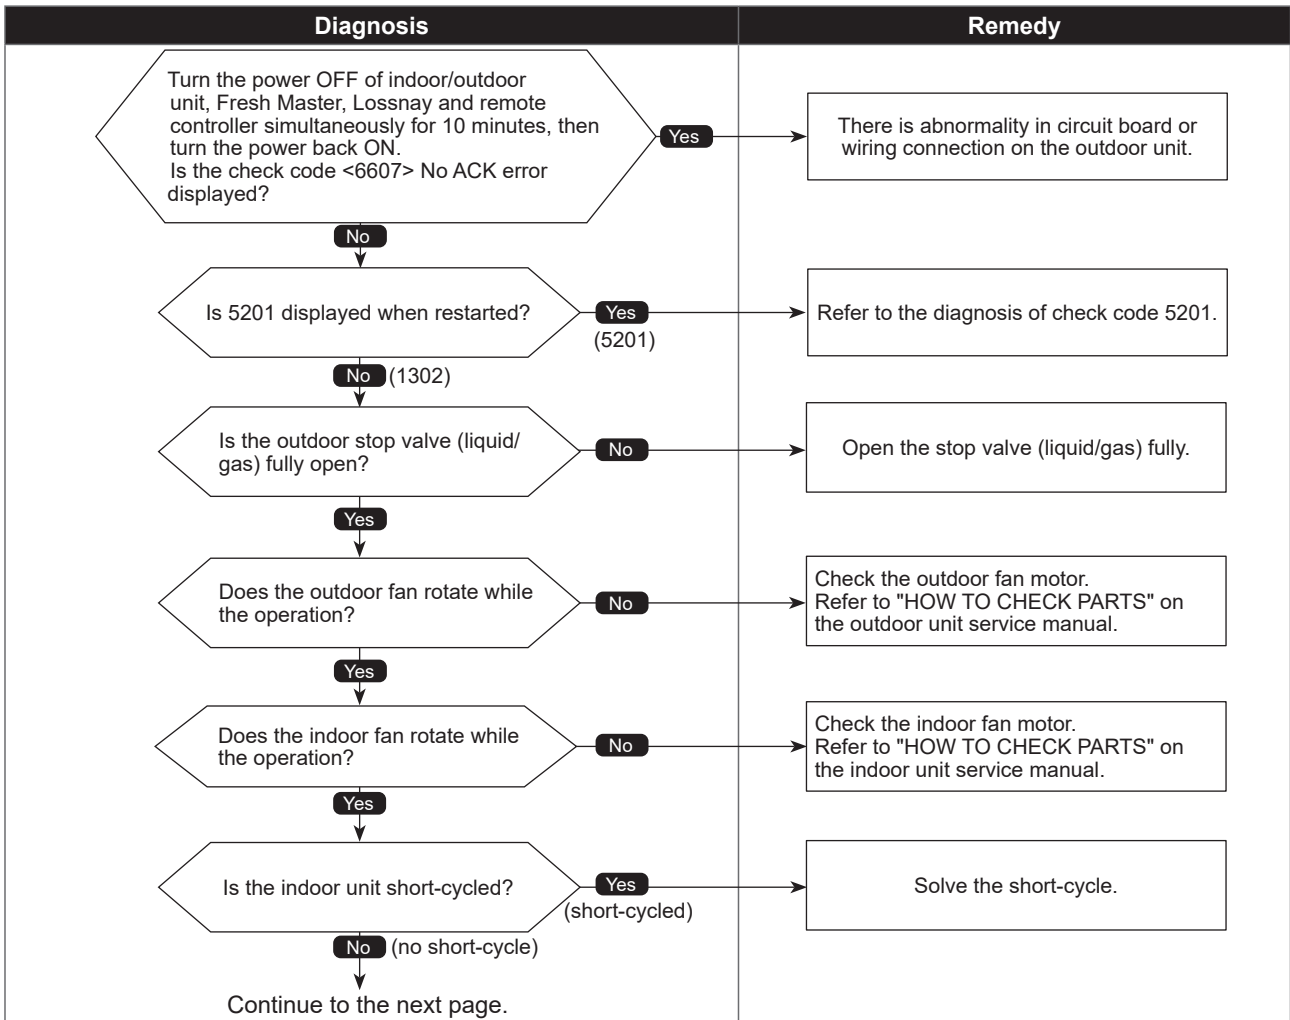 Diagnosis
Remedy
Turn the power OFF of indoor/outdoor
unit, Fresh Master, Lossnay and remote
controller simultaneously for 10 minutes, then
turn the power back ON.
Is the check code <6607> No ACK error
displayed?
Yes
There is abnormality in circuit board or
wiring connection on the outdoor unit.
No
Is 5201 displayed when restarted?
Yes
(5201)
Refer to the diagnosis of check code 5201.
No (1302)
Is the outdoor stop valve (liquid/
gas) fully open?
No
Open the stop valve (liquid/gas) fully.
Yes
Does the outdoor fan rotate while
the operation?
No
Check the outdoor fan motor.
Refer to "HOW TO CHECK PARTS" on
the outdoor unit service manual.
Yes
Does the indoor fan rotate while
the operation?
No
Check the indoor fan motor.
Refer to "HOW TO CHECK PARTS" on
the indoor unit service manual.
Yes
Is the indoor unit short-cycled?
Yes
(short-cycled)
Solve the short-cycle.
No (no short-cycle)
Continue to the next page.